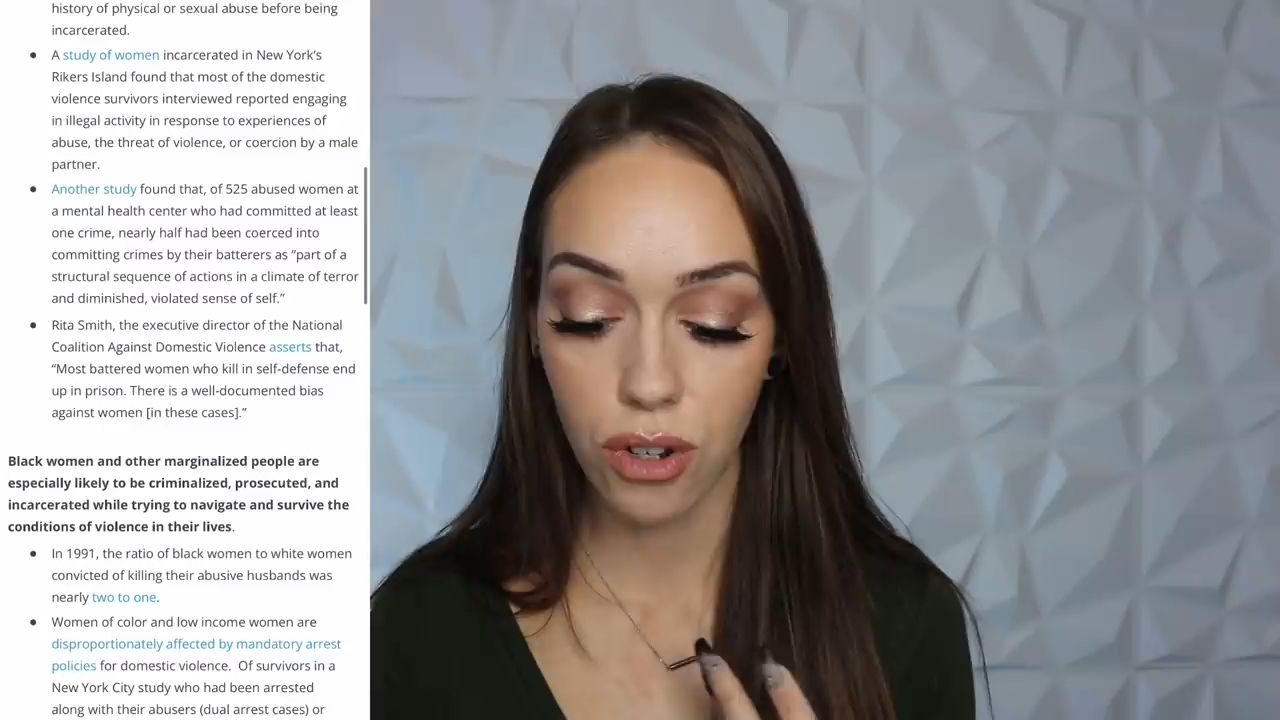 history of physical or sexual abuse before being
incarcerated.
● A study of women incarcerated in New York’s
Rikers Island found that most of the domestic
violence survivors interviewed reported engaging
in illegal activity in response to experiences of
abuse, the threat of violence, or coercion by a male
partner.
● Another study found that, of 525 abused women at
a mental health center who had committed at least
one crime, nearly half had been coerced into
committing crimes by their batterers as “part of a
structural sequence of actions in a climate of terror
and diminished, violated sense of self.”
● Rita Smith, the executive director of the National
Coalition Against Domestic Violence asserts that,
“Most battered women who kill in self-defense end
up in prison. There is a well-documented bias
against women [in these cases].”
Black women and other marginalized people are
especially likely to be criminalized, prosecuted, and
incarcerated while trying to navigate and survive the
conditions of violence in their lives.
● In 1991, the ratio of black women to white women
convicted of killing their abusive husbands was
nearly two to one.
● Women of color and low income women are
disproportionately affected by mandatory arrest
policies for domestic violence.  Of survivors in a
New York City study who had been arrested
along with their abusers (dual arrest cases) or